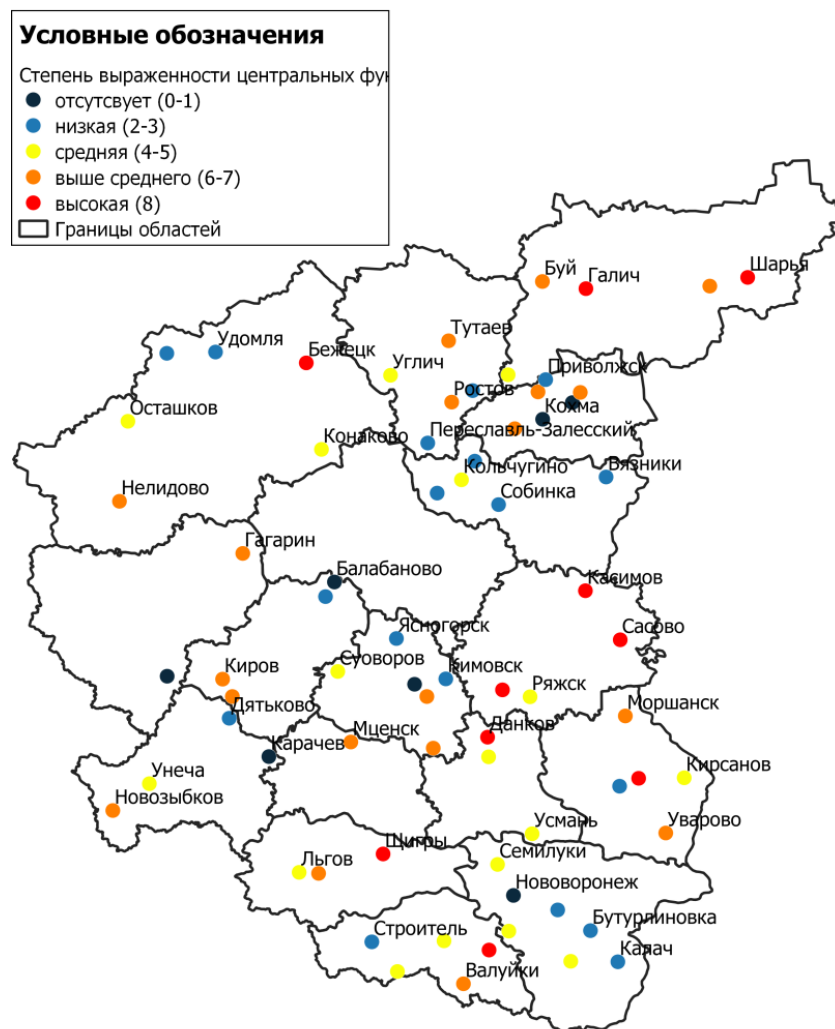 Условные обозначения
Степень выраженности центральных фун
отсутсвует (0-1)
низкая (2-3)
средняя (4-5)
выше среднего (6-7)
высокая (8)
Границы областей
Буй
Галич
Шарья
Тутаев
Удомля
Бежецк
Углич
Приволжск
Ростов
Кохма
Осташков
Конаково
Переславль-Залесский
Кольчугино
Вязники
Собинка
Нелидово
Гагарин
Балабаново
Касимов
Ясногорск
Сасово
Суоворов
Киров
Кимовск
Ряжск
Дятьково
Моршанск
Мценск
Данков
Карачев
Унеча
Кирсанов
Новозыбков
Усмань
Уварово
Щигры
Семилуки
Льгов
Нововоронеж
Строитель
Бутурлиновка
Калач
Валуйки